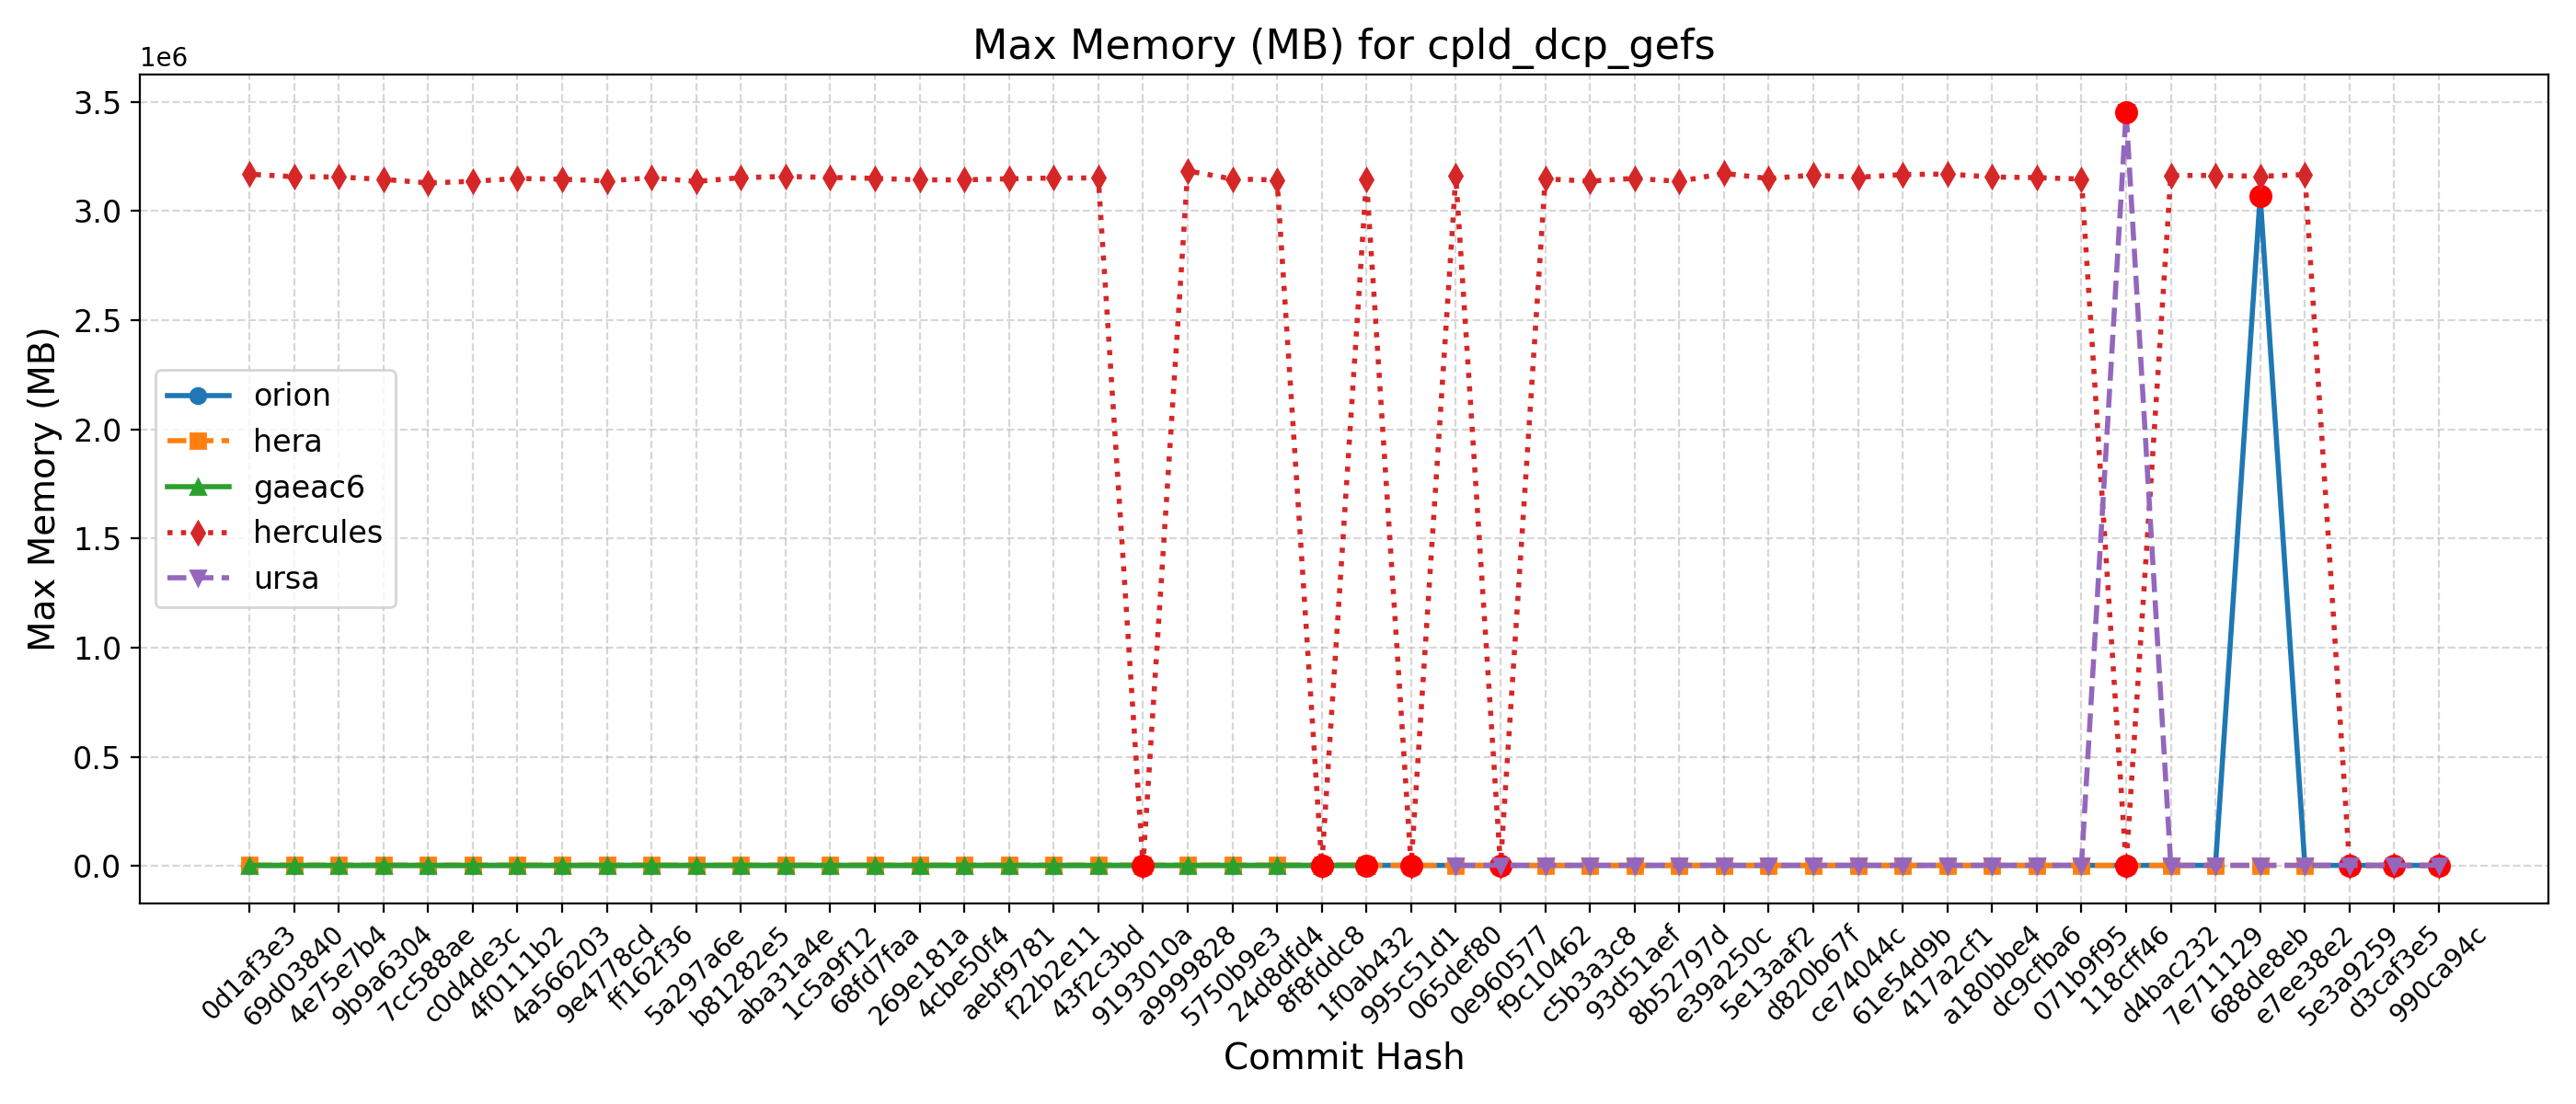 Max Memory (MB) for cpld_dcp_gefs
1e6
3.5
3.0
2.5
2.0
1.5
1.0
0.5
0.0
Max Memory (MB)
orion
hera
gaeac6
hercules
ursa
0d1af3e3
69d03840
4e75e7b4
9b9a6304
7cc588ae
c0d4de3c
4f0111b2
4a566203
9e4778cd
ff162f36
5a297a6e
b81282e5
aba31a4e
1c5a9f12
68fd7faa
269e181a
4cbe50f4
aebf9781
f22b2e11
43f2c3bd
9193010a
a9999828
5750b9e3
24d8dfd4
8f8fddc8
1f0ab432
995c51d1
065def80
0e960577
f9c10462
c5b3a3c8
93d51aef
8b52797d
e39a250c
5e13aaf2
d820b67f
ce74044c
61e54d9b
417a2cf1
a180bbe4
dc9cfba6
071b9f95
118cff46
d4bac232
7e711129
688de8eb
e7ee38e2
5e3a9259
d3caf3e5
990ca94c
Commit Hash